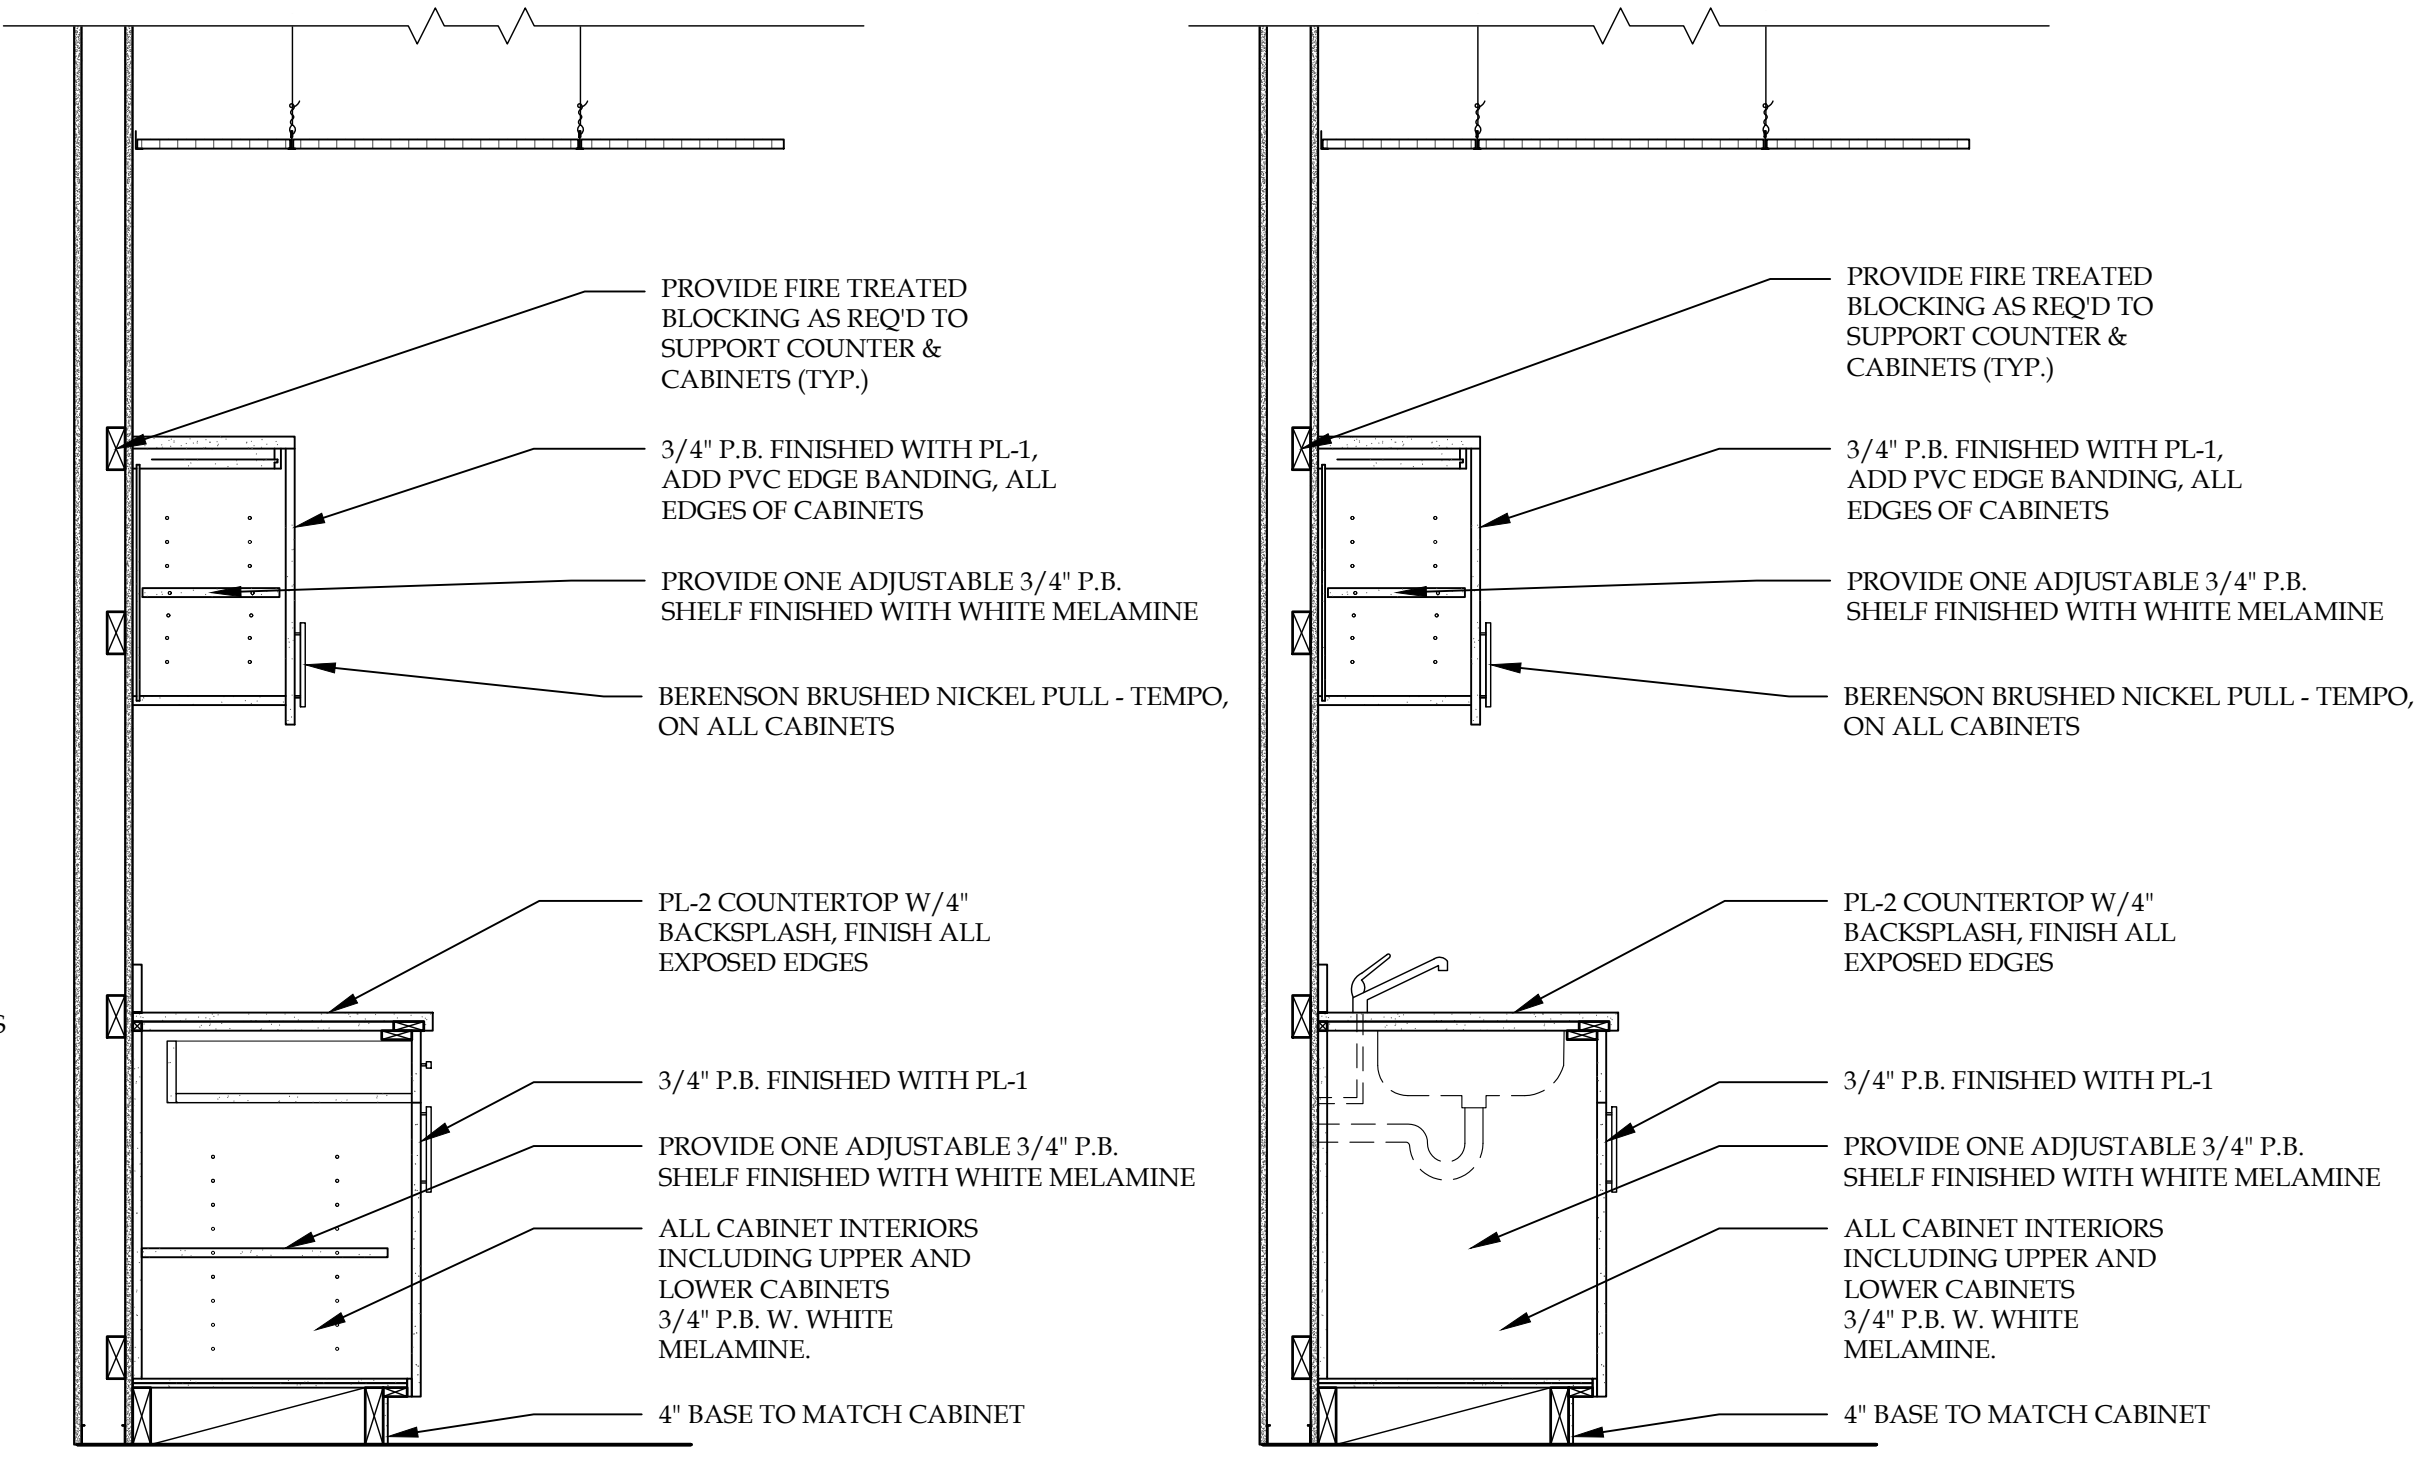 PROVIDE FIRE TREATED
BLOCKING AS REQ'D TO
SUPPORT COUNTER &
CABINETS (TYP.)
3/4" P.B. FINISHED WITH PL-1,
ADD PVC EDGE BANDING, ALL
EDGES OF CABINETS
PROVIDE ONE ADJUSTABLE 3/4" P.B.
SHELF FINISHED WITH WHITE MELAMINE
BERENSON BRUSHED NICKEL PULL - TEMPO,
ON ALL CABINETS
PL-2 COUNTERTOP W/4"
BACKSPLASH, FINISH ALL
EXPOSED EDGES
S
3/4" P.B. FINISHED WITH PL-1
PROVIDE ONE ADJUSTABLE 3/4" P.B.
SHELF FINISHED WITH WHITE MELAMINE
ALL CABINET INTERIORS
INCLUDING UPPER AND
LOWER CABINETS
3/4" P.B. W. WHITE
MELAMINE.
4" BASE TO MATCH CABINET
PROVIDE FIRE TREATED
BLOCKING AS REQ'D TO
SUPPORT COUNTER &
CABINETS (TYP.)
3/4" P.B. FINISHED WITH PL-1,
ADD PVC EDGE BANDING, ALL
EDGES OF CABINETS
PROVIDE ONE ADJUSTABLE 3/4" P.B.
SHELF FINISHED WITH WHITE MELAMINE
BERENSON BRUSHED NICKEL PULL - TEMPO,
ON ALL CABINETS
PL-2 COUNTERTOP W/4"
BACKSPLASH, FINISH ALL
EXPOSED EDGES
3/4" P.B. FINISHED WITH PL-1
PROVIDE ONE ADJUSTABLE 3/4" P.B.
SHELF FINISHED WITH WHITE MELAMINE
ALL CABINET INTERIORS
INCLUDING UPPER AND
LOWER CABINETS
3/4" P.B. W. WHITE
MELAMINE.
4" BASE TO MATCH CABINET